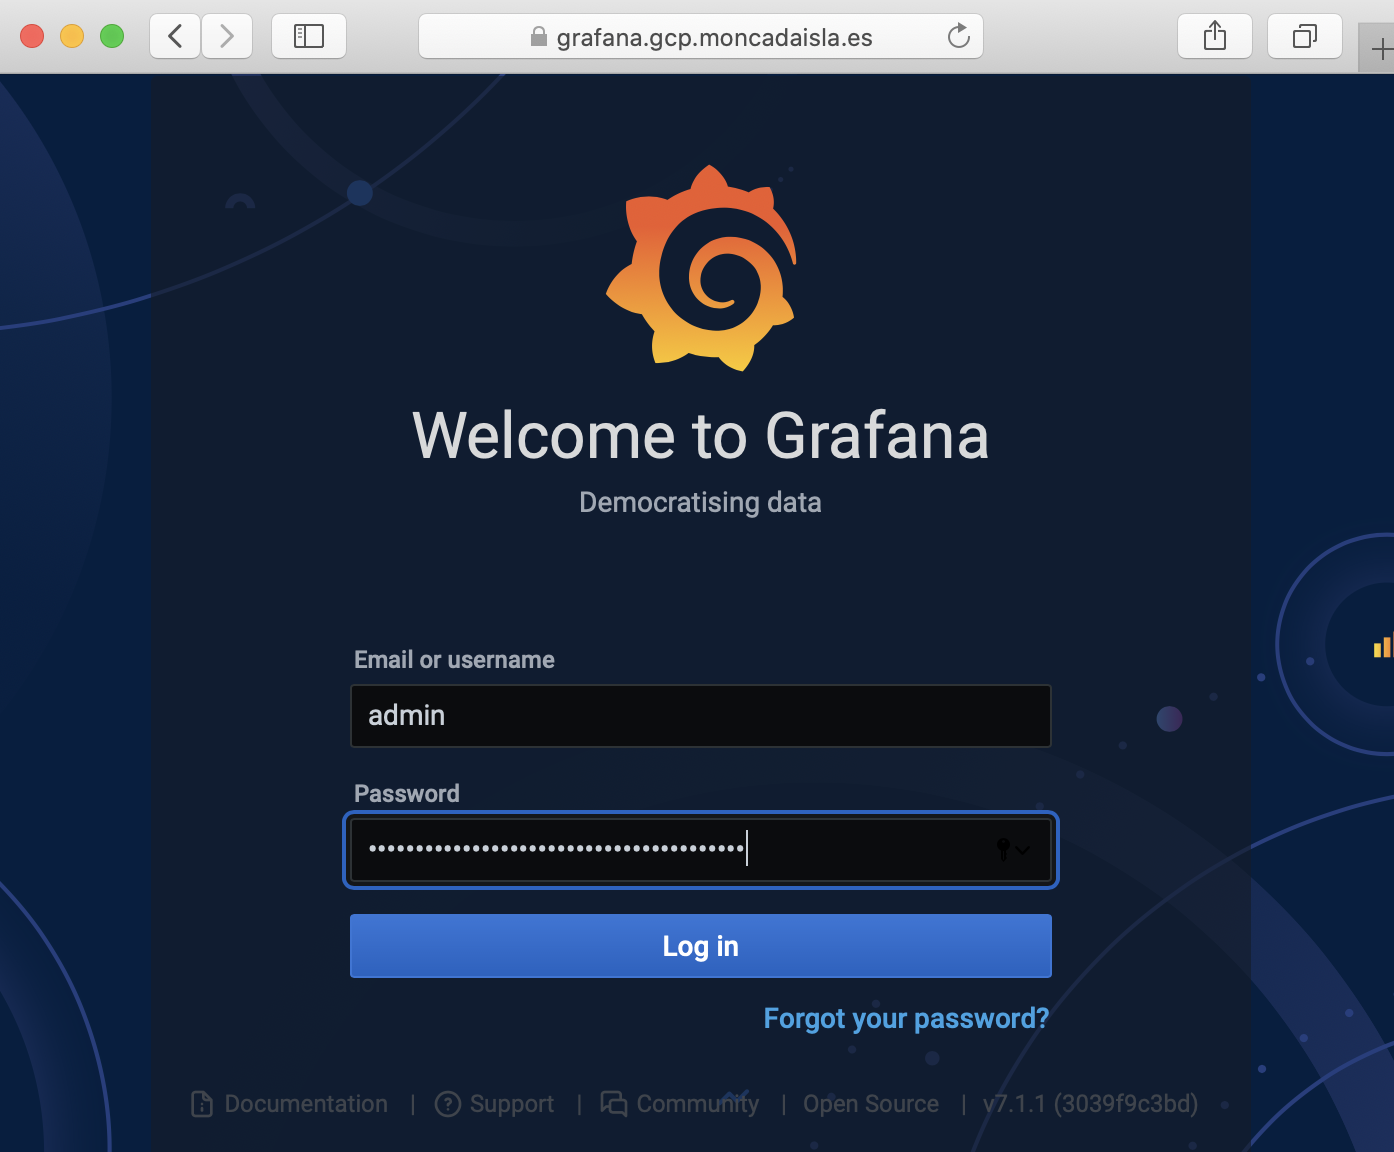 grafana.gcp.moncadaisla.es
Welcome to Grafana
Democratising data
Email or username
admin
Password
••••••••••••••••••••••••••••••••••••••••
Log in
Forgot your password?
Documentation | Support | Community | Open Source | v7.1.1 (3039f9c3bd)